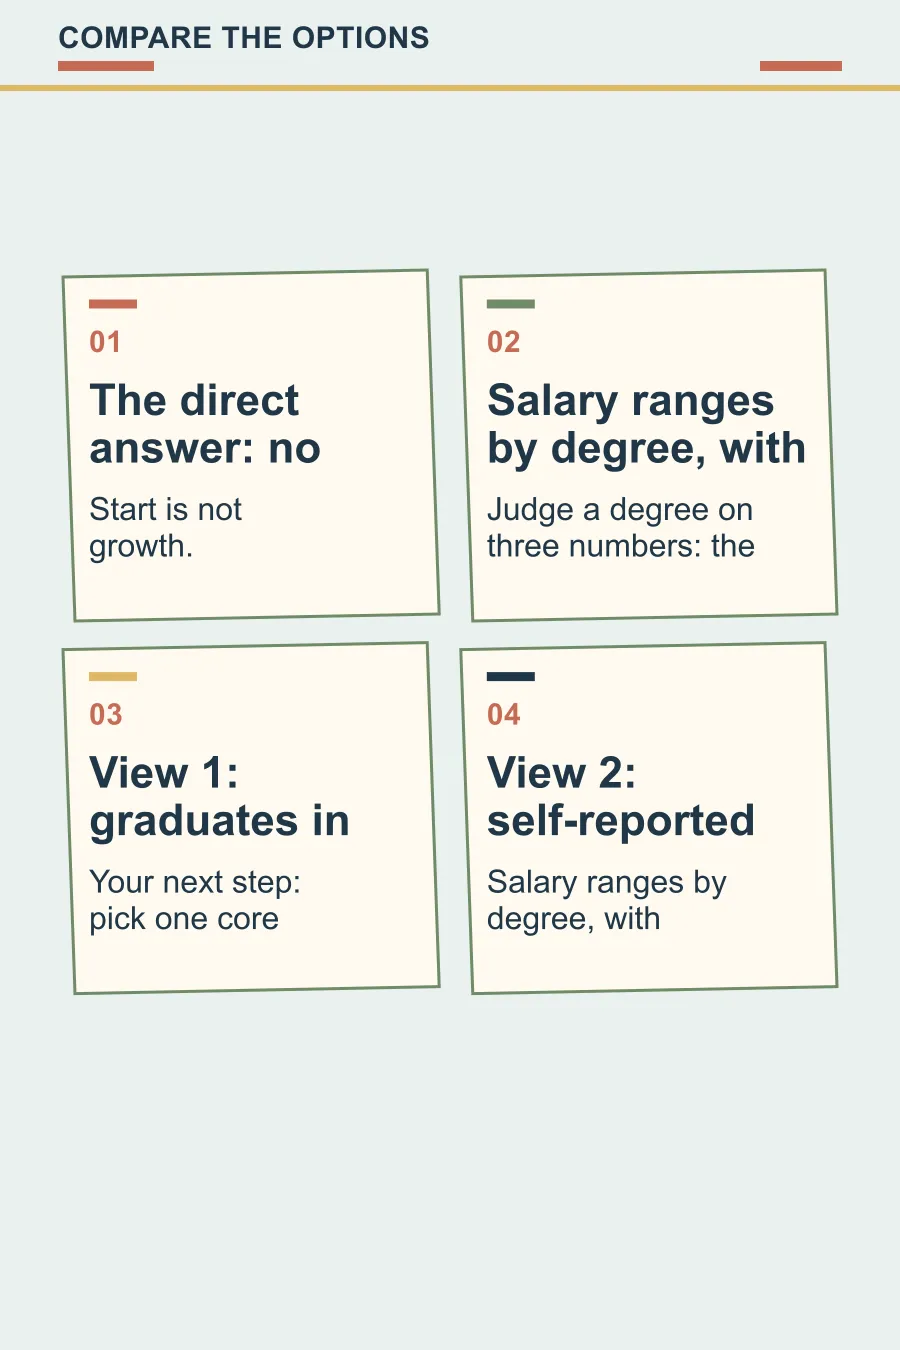 COMPARE THE OPTIONS
01
The direct
answer: no
Start is not
growth.
02
Salary ranges
by degree, with
Judge a degree on
three numbers: the
03
View 1:
graduates in
Your next step:
pick one core
04
View 2:
self-reported
Salary ranges by
degree, with